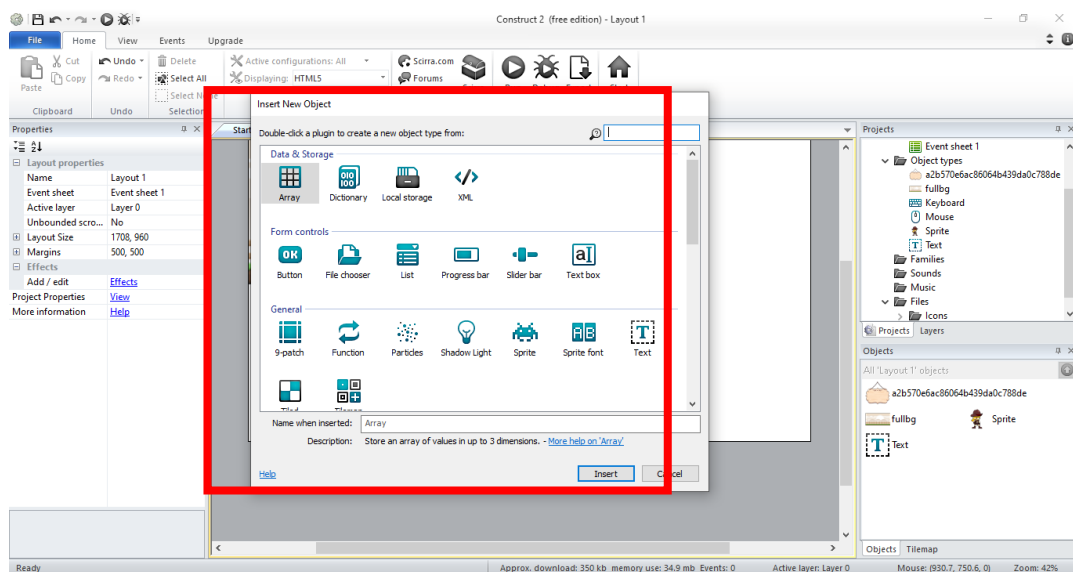 Construct 2 (free edition) - Layout 1
File Home View Events Upgrade
Paste
Cut
Copy
Clipboard
Undo
Redo
Undo
Delete
Select All
Selection
Active configurations: All
Displaying: HTML5
Scirra.com
Forums
Properties
Layout properties
Name Layout 1
Event sheet Event sheet 1
Active layer Layer 0
Unbounded scro... No
Layout Size 1708, 960
Margins 500, 500
Effects
Add / edit Effects
Project Properties View
More information Help
Start
Insert New Object
Double-click a plugin to create a new object type from:
Data & Storage
Array Dictionary Local storage XML
Form controls
Button File chooser List Progress bar Slider bar Text box
General
9-patch Function Particles Shadow Light Sprite Sprite font Text
Name when inserted: Array
Description: Store an array of values in up to 3 dimensions. - More help on 'Array'
Help Insert
Projects
Event sheet 1
Object types
a2b570e6ac86064b439da0c788de
fullbg
Keyboard
Mouse
Sprite
Text
Families
Sounds
Music
Files
Icons
Projects Layers
Objects
All 'Layout 1' objects
a2b570e6ac86064b439da0c788de
fullbg Sprite
Text
Objects Tilemap
Ready Approx. download: 350 kb memory use: 34.9 mb Events: 0 Active layer: Layer 0 Mouse: (930.7, 750.6, 0) Zoom: 42%